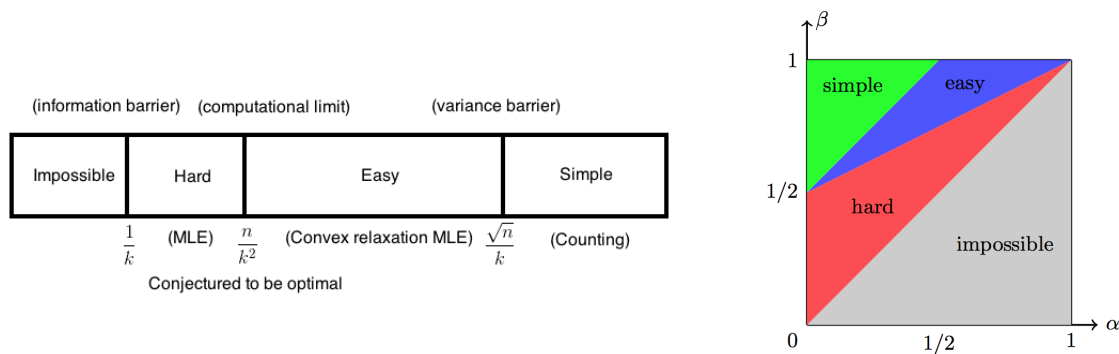 (information barrier) (computational limit) (variance barrier)
Impossible Hard Easy Simple
1/k (MLE) n/k² (Convex relaxation MLE) √n/k (Counting)
Conjectured to be optimal
β
1
simple easy
1/2
hard
impossible
0 1/2 1 α